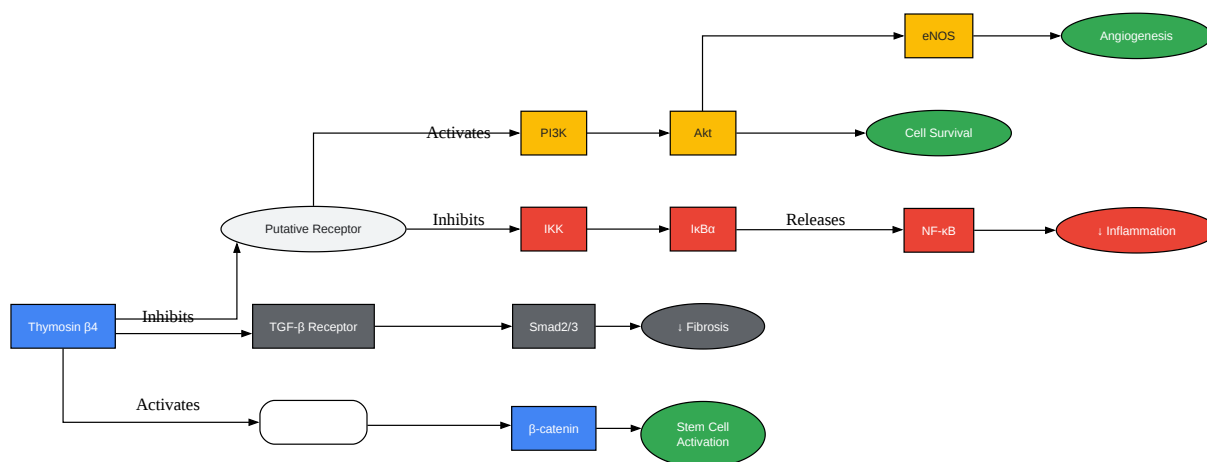 eNOS
Angiogenesis
Activates
PI3K
Akt
Cell Survival
Putative Receptor
Inhibits
IKK
IκBα
Releases
NF-κB
↓ Inflammation
Thymosin β4
Inhibits
TGF-β Receptor
Smad2/3
↓ Fibrosis
Activates
β-catenin
Stem Cell
Activation